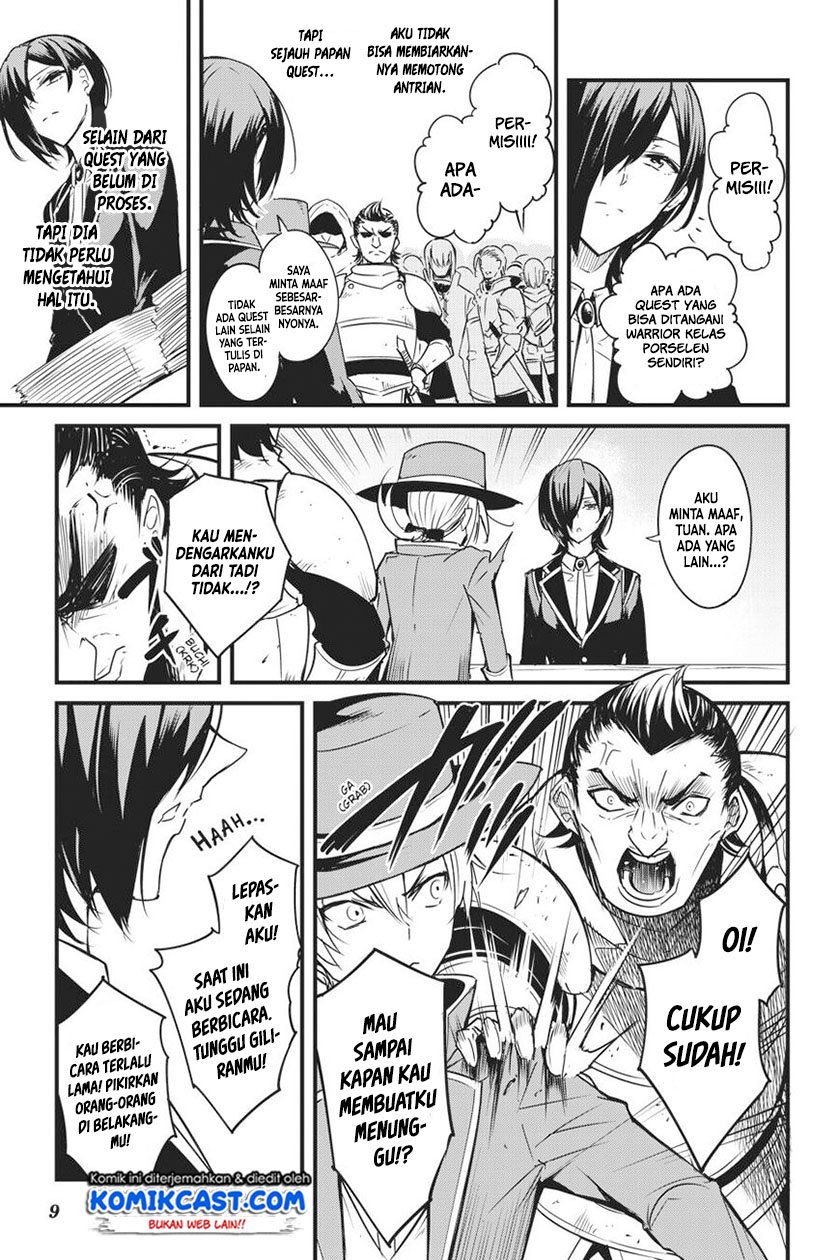 PER-
MISIII!
APA ADA
QUEST YANG
BISA DITANGANI
WARRIOR KELAS
PORSELEN
SENDIRI?
PER-
MISIIII!
APA
ADA-
AKU TIDAK
BISA MEMBIARKAN-
NYA MEMOTONG
ANTRIAN.
TAPI
SEJAUH PAPAN
QUEST...
SAYA
MINTA MAAF
SEBESAR-
BESARNYA
NYONYA.
TIDAK
ADA QUEST
LAIN SELAIN
YANG TER-
TULIS DI
PAPAN.
SELAIN DARI
QUEST YANG
BELUM DI
PROSES.
TAPI DIA
TIDAK PERLU
MENGETAHUI
HAL ITU.
AKU
MINTA MAAF,
TUAN. APA
ADA YANG
LAIN...?
KAU MEN-
DENGARKANKU
DARI TADI
TIDAK...!?
BUCHI
(KRK)
OI!
CUKUP
SUDAH!
GA
(GRAB)
MAU
SAMPAI
KAPAN KAU
MEMBUATKU
MENUNG-
GU!?
HAAH...
LEPAS-
KAN
AKU!
SAAT INI
AKU SEDANG
BERBICARA.
TUNGGU GILI-
RANMU!
KAU BERBI-
CARA TERLALU
LAMA! PIKIRKAN
ORANG-ORANG
DI BELAKANG-
MU!
9
Komik ini diterjemahkan & diedit oleh
KOMIKCAST.COM
BUKAN WEB LAIN!!